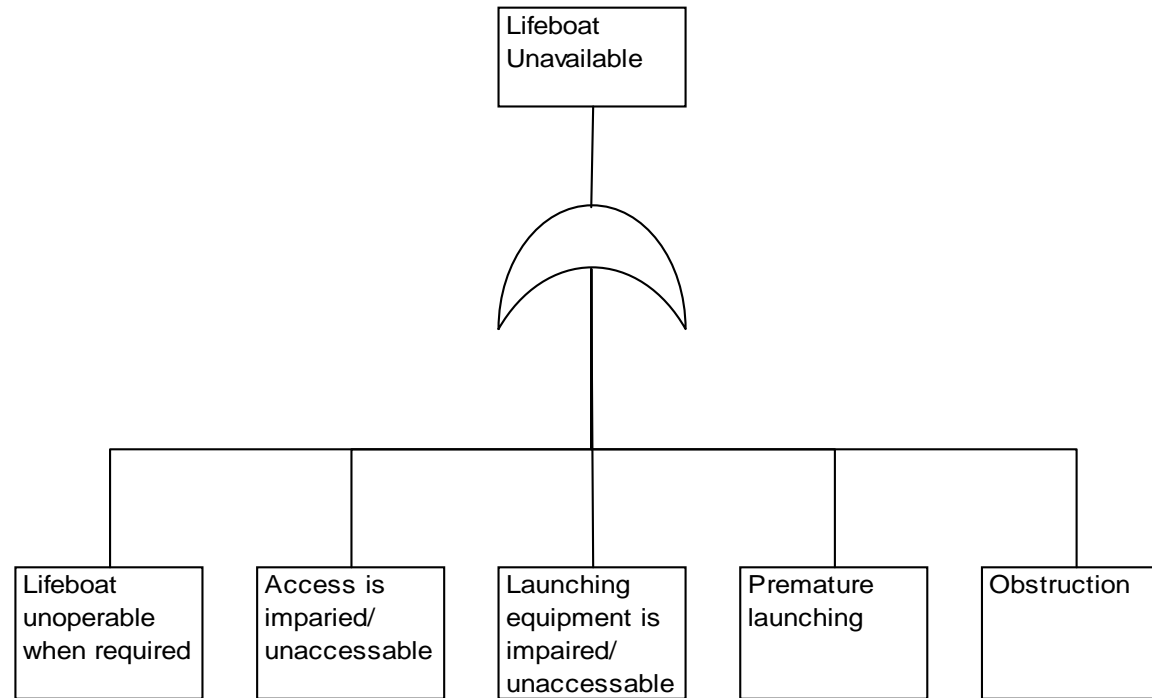 Lifeboat
Unavailable
Lifeboat
unoperable
when required
Access is
imparied/
unaccessable
Launching
equipment is
impaired/
unaccessable
Premature
launching
Obstruction